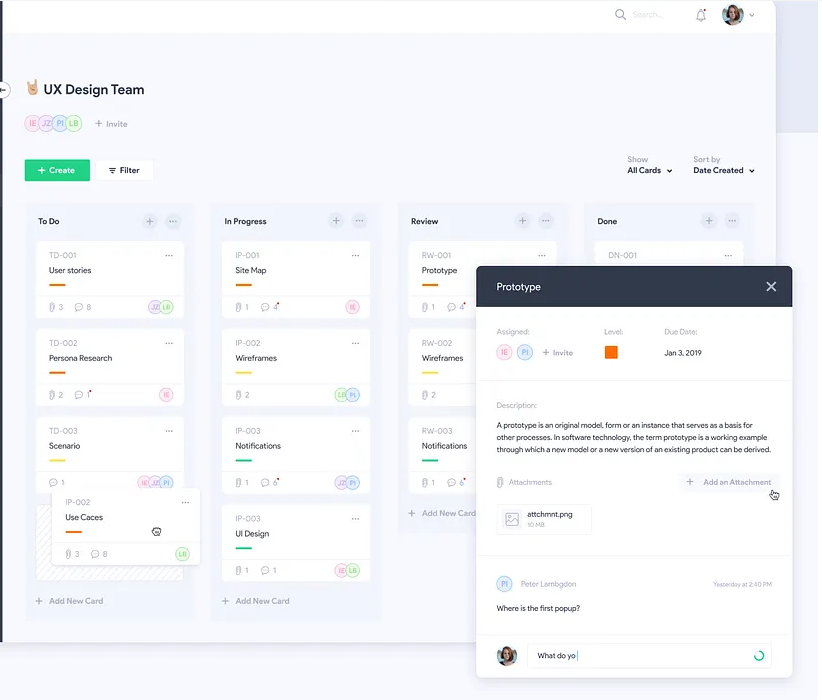 Search...
UX Design Team
IE JZ PI LB + Invite
+ Create
Filter
Show
All Cards
Sort by
Date Created
To Do
TD-001
User stories
3 8 JZ LB
TD-002
Persona Research
2 1 IE
TD-003
Scenario
1 IE JZ PI
IP-002
Use Caces
3 8 LB
+ Add New Card
In Progress
IP-001
Site Map
1 4 IE
IP-002
Wireframes
2 LB PI
IP-003
Notifications
1 6 JZ PI
IP-003
UI Design
1 1 IE LB
+ Add New Card
Review
RW-001
Prototype
1 4
RW-002
Wireframes
2
RW-003
Notifications
1 6
+ Add New Card
Done
DN-001
Prototype
Assigned:
IE PI + Invite
Level:
Due Date:
Jan 3, 2019
Description:
A prototype is an original model, form or an instance that serves as a basis for
other processes. In software technology, the term prototype is a working example
through which a new model or a new version of an existing product can be derived.
Attachments
+ Add an Attachment
attchmnt.png
10 MB
PI Peter Lambgdon
Yesterday at 2:40 PM
Where is the first popup?
What do yo